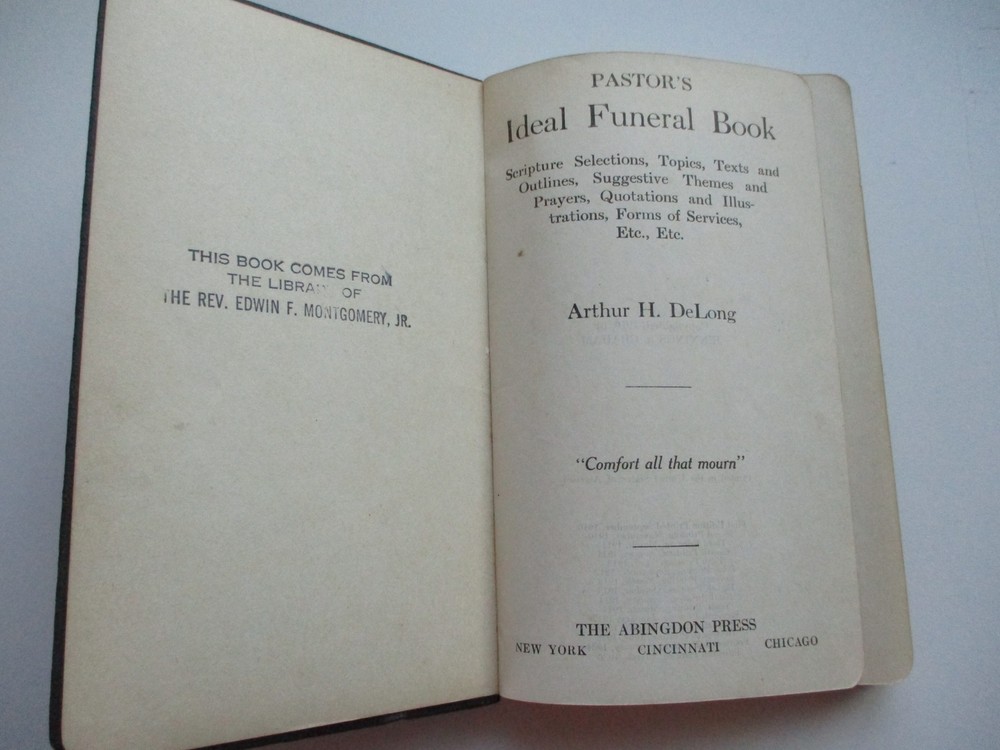 THIS BOOK COMES FROM
THE LIBRA OF
THE REV. EDWIN F. MONTGOMERY, JR.
PASTOR'S
Ideal Funeral Book
Scripture Selections, Topics, Texts and
Outlines, Suggestive Themes and
Prayers, Quotations and Illus-
trations, Forms of Services,
Etc., Etc.
Arthur H. DeLong
"Comfort all that mourn"
THE ABINGDON PRESS
NEW YORK CINCINNATI CHICAGO